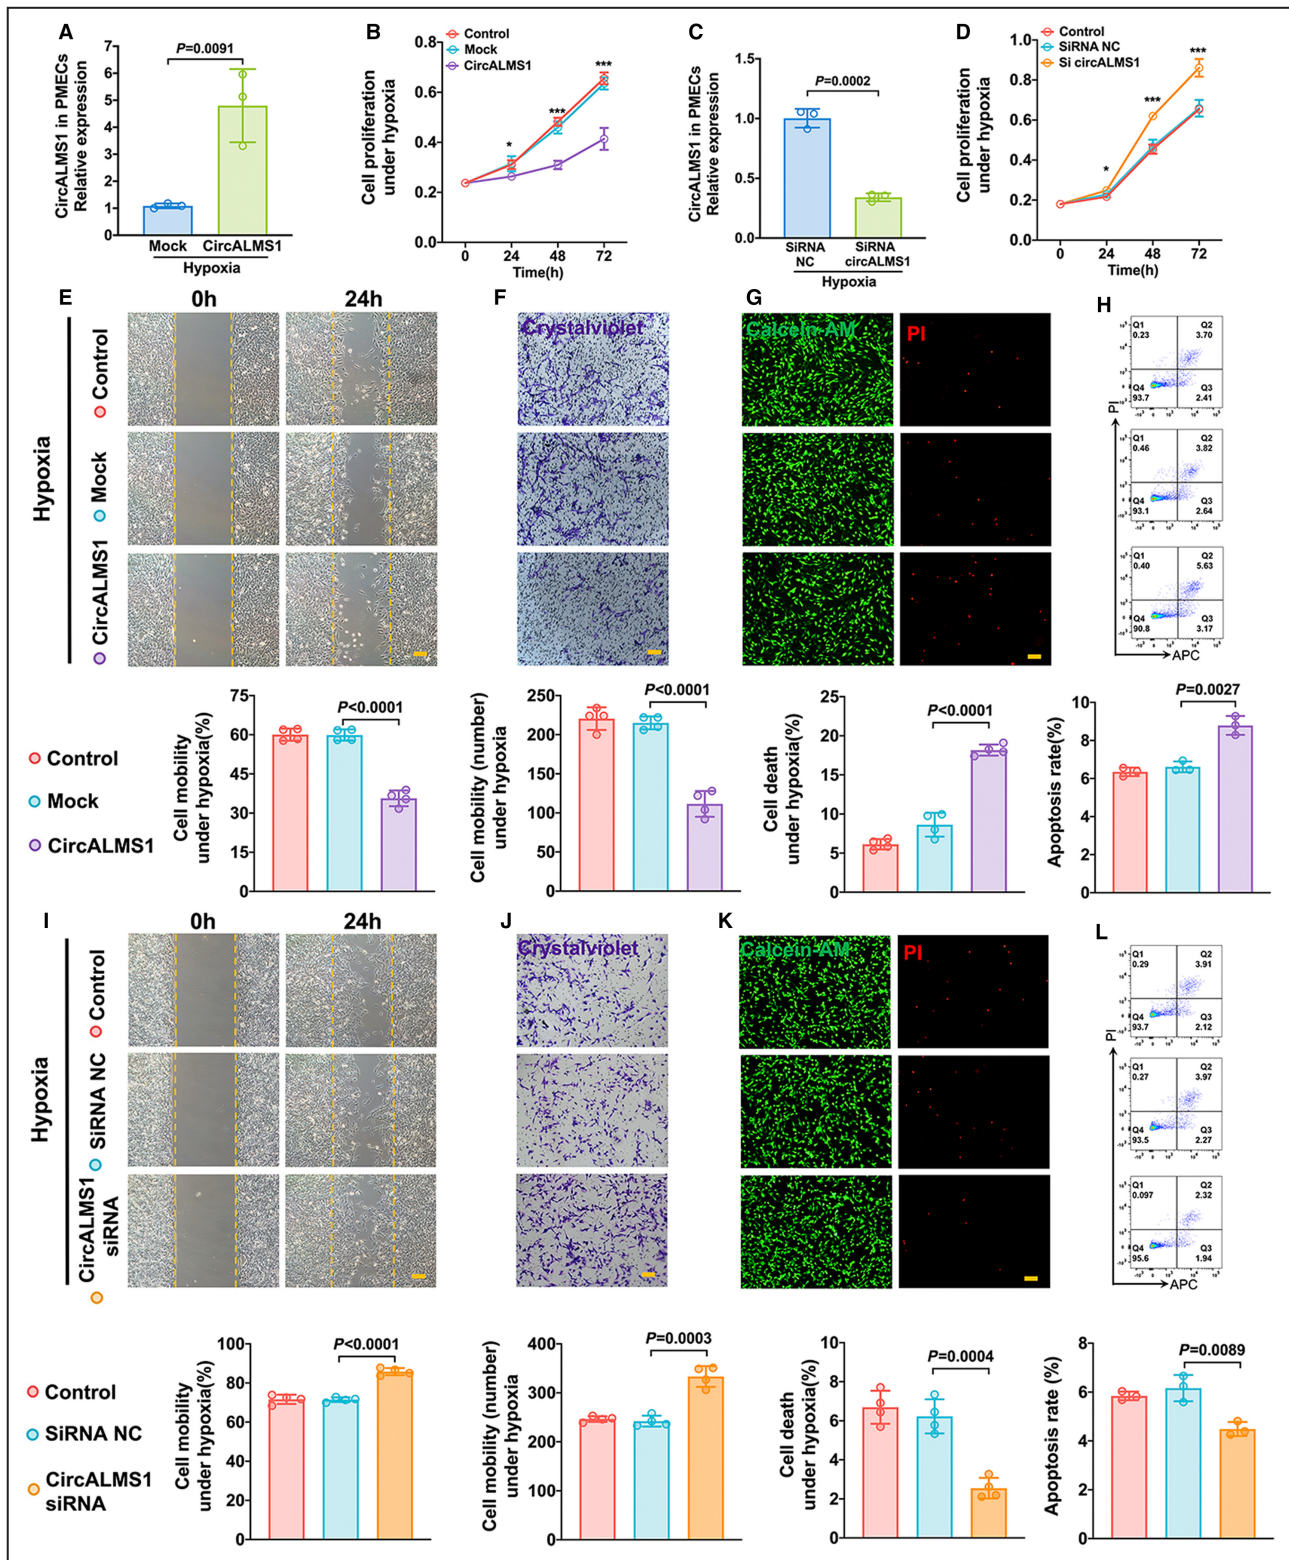 A
CircALMS1 in PMECs
Relative expression
7
6
5
4
3
2
1
0
P=0.0091
Mock CircALMS1
Hypoxia
B
Cell proliferation
under hypoxia
0.8
0.6
0.4
0.2
0.0
Control
Mock
CircALMS1
*
***
***
0 24 48 72
Time(h)
C
CircALMS1 in PMECs
Relative expression
1.5
1.0
0.5
0.0
P=0.0002
SiRNA
NC
SiRNA
circALMS1
Hypoxia
D
Cell proliferation
under hypoxia
1.0
0.8
0.6
0.4
0.2
0.0
Control
SiRNA NC
Si circALMS1
*
***
***
0 24 48 72
Time(h)
E
0h 24h
Hypoxia
Control
Mock
CircALMS1
F
Crystalviolet
G
Calcein-AM
PI
H
Q1
0.23
Q2
3.70
Q4
93.7
Q3
2.41
Q1
0.46
Q2
3.82
Q4
93.1
Q3
2.64
Q1
0.40
Q2
5.63
Q4
90.8
Q3
3.17
PI
APC
Control
Mock
CircALMS1
Cell mobility
under hypoxia(%)
75
60
45
30
15
0
P<0.0001
Cell mobility (number)
under hypoxia
250
200
150
100
50
0
P<0.0001
Cell death
under hypoxia(%)
25
20
15
10
5
0
P<0.0001
Apoptosis rate(%)
10
8
6
4
2
0
P=0.0027
I
0h 24h
Hypoxia
Control
SiRNA NC
CircALMS1
siRNA
J
Crystalviolet
K
Calcein-AM
PI
L
Q1
0.29
Q2
3.91
Q4
93.7
Q3
2.12
Q1
0.27
Q2
3.97
Q4
93.5
Q3
2.27
Q1
0.097
Q2
2.32
Q4
95.6
Q3
1.94
PI
APC
Control
SiRNA NC
CircALMS1
siRNA
Cell mobility
under hypoxia(%)
100
80
60
40
20
0
P<0.0001
Cell mobility (number)
under hypoxia
400
300
200
100
0
P=0.0003
Cell death
under hypoxia(%)
10
8
6
4
2
0
P=0.0004
Apoptosis rate (%)
8
6
4
2
0
P=0.0089